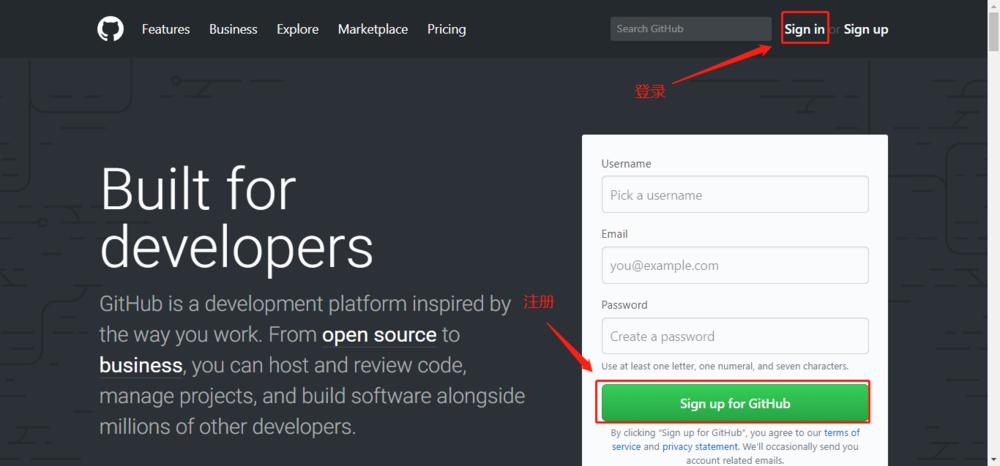 Features Business Explore Marketplace Pricing Search GitHub Sign in or Sign up
登录
Built for
developers
GitHub is a development platform inspired by
the way you work. From open source to
business, you can host and review code,
manage projects, and build software alongside
millions of other developers.
注册
Username
Pick a username
Email
you@example.com
Password
Create a password
Use at least one letter, one numeral, and seven characters.
Sign up for GitHub
By clicking “Sign up for GitHub”, you agree to our terms of
service and privacy statement. We'll occasionally send you
account related emails.